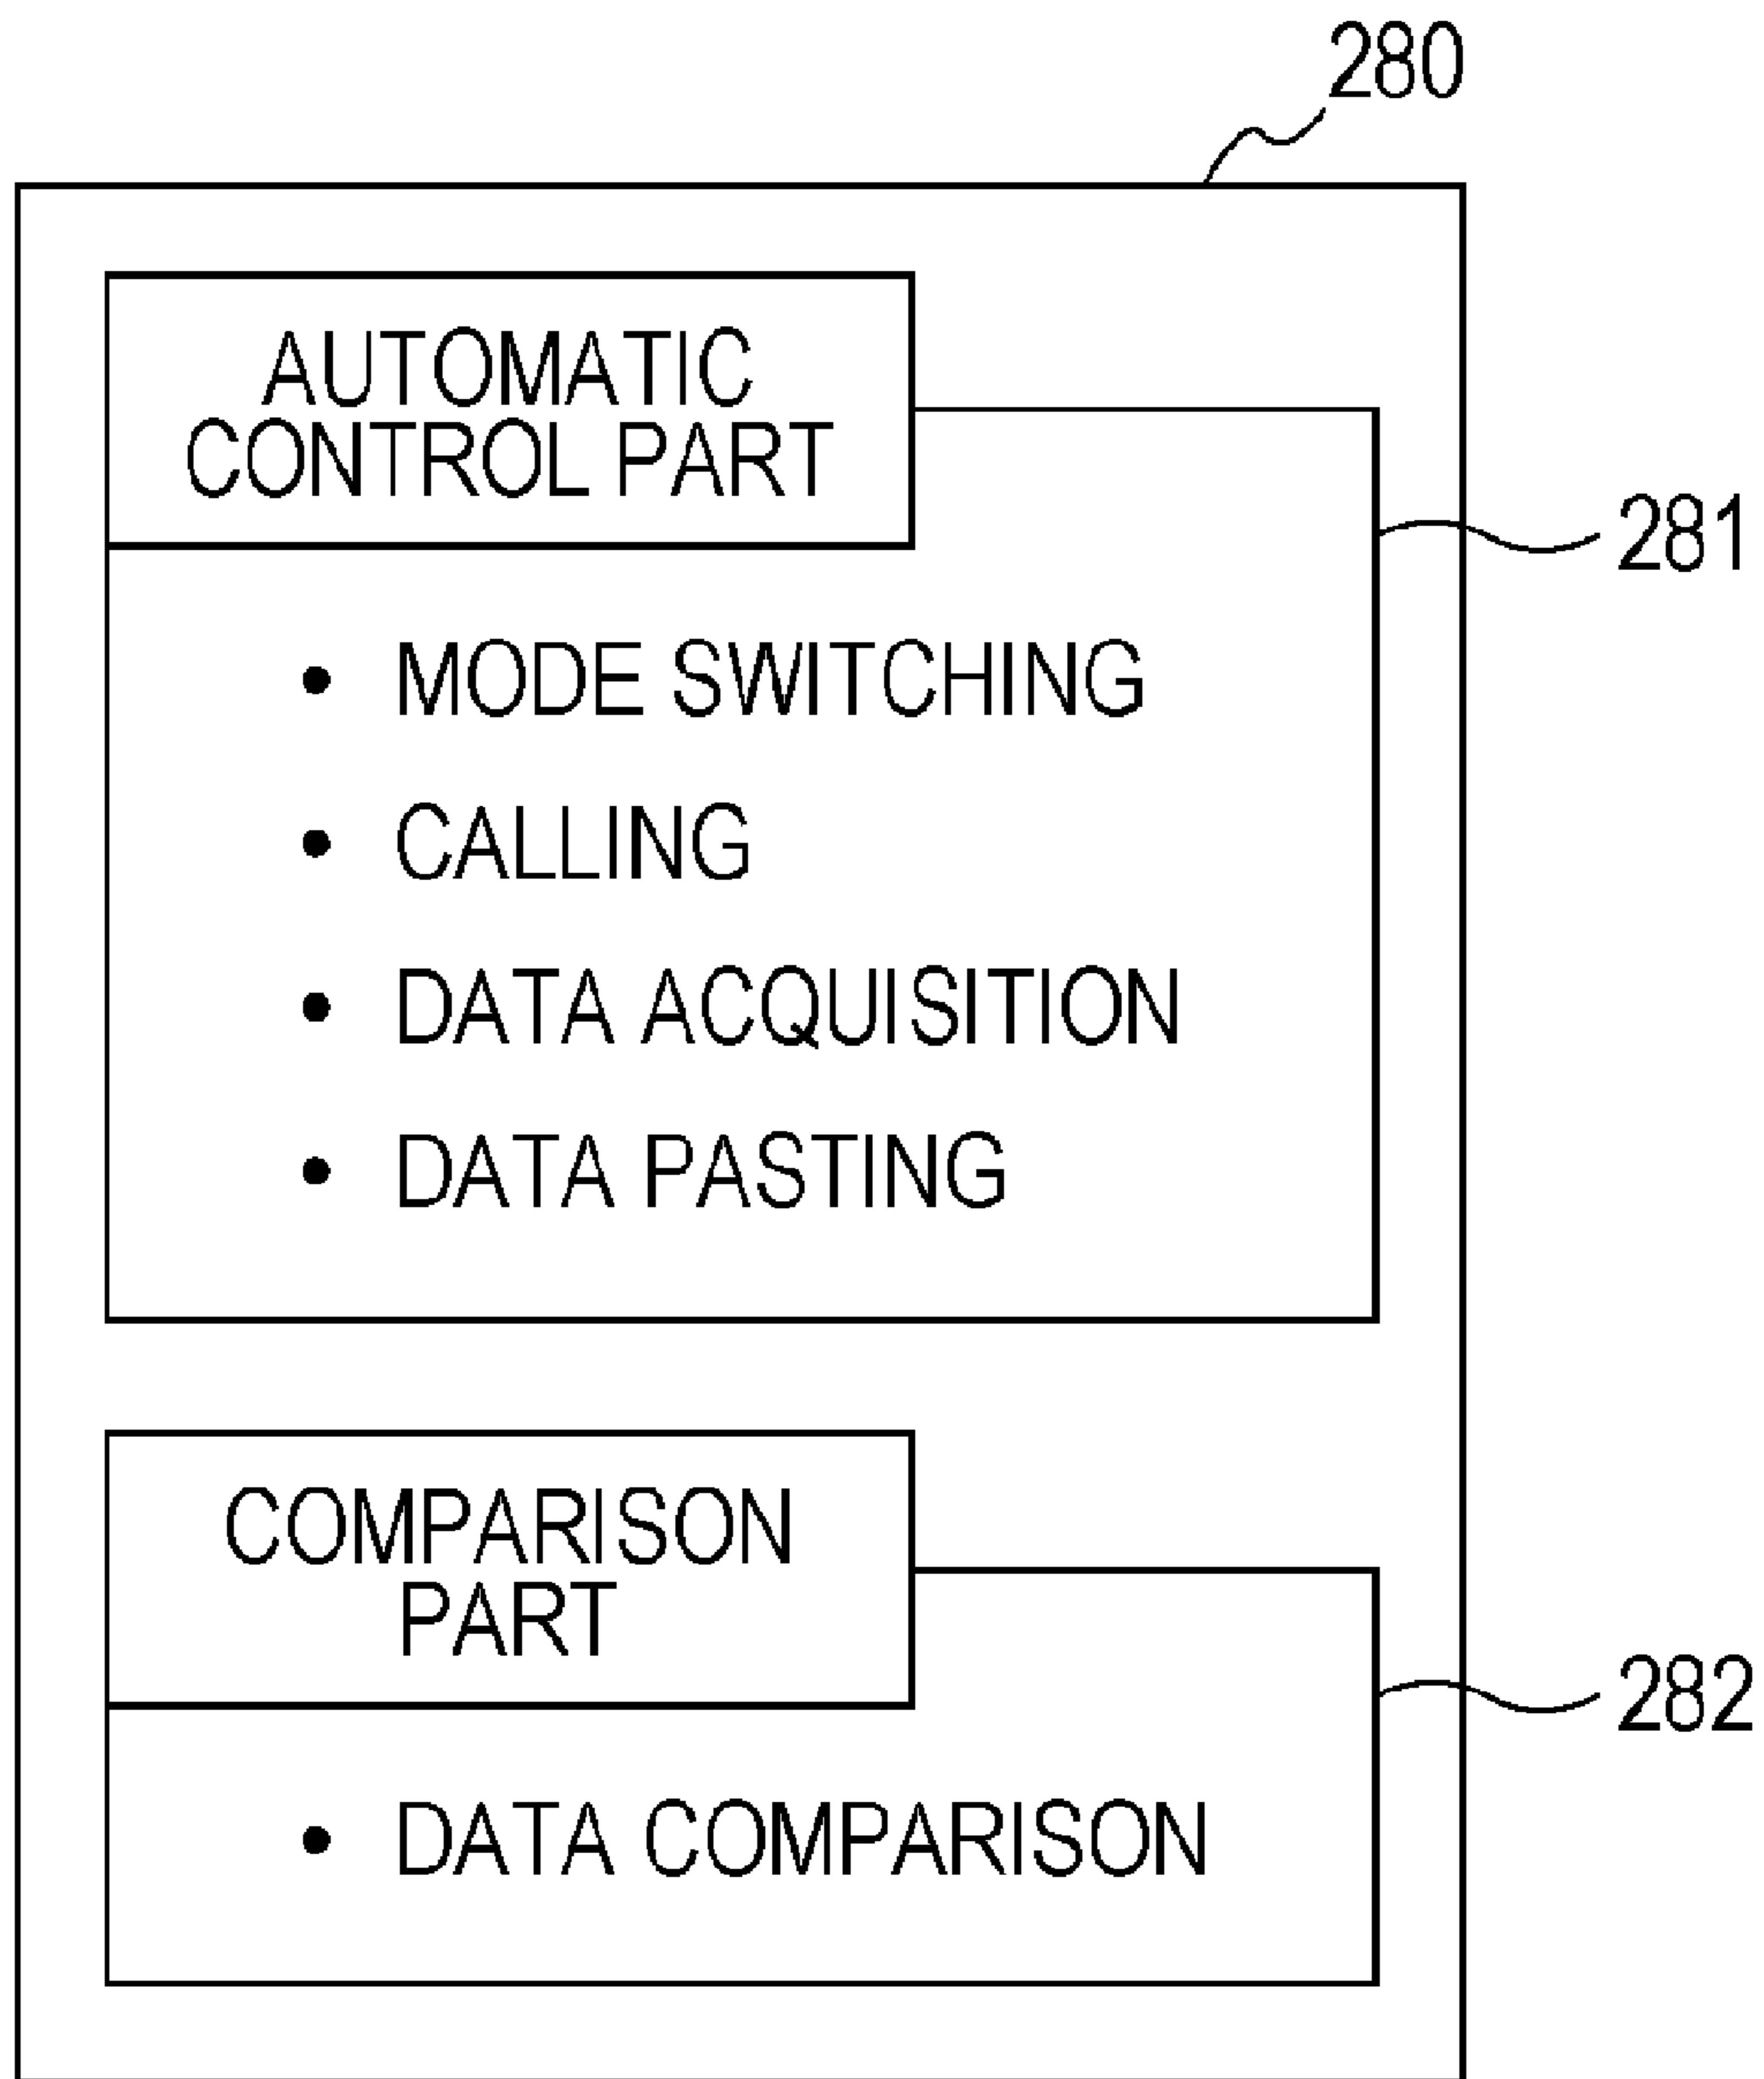 280
AUTOMATIC
CONTROL PART
281
• MODE SWITCHING
• CALLING
• DATA ACQUISITION
• DATA PASTING
COMPARISON
PART
282
• DATA COMPARISON